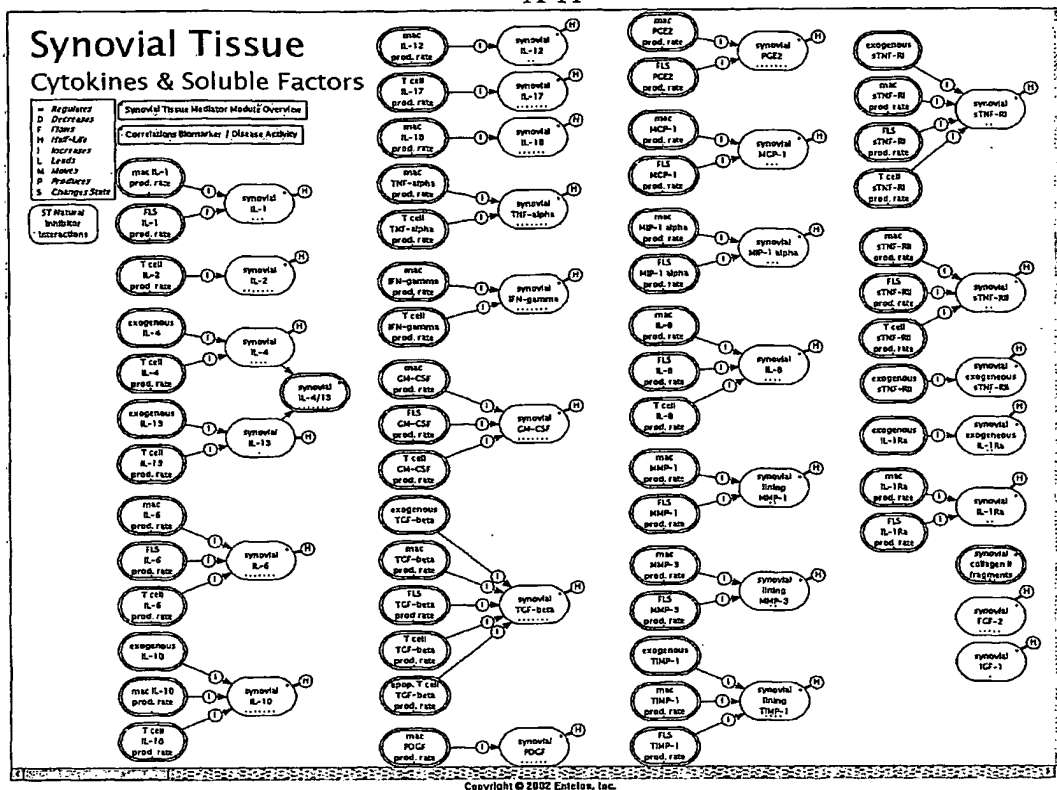 Synovial Tissue
Cytokines & Soluble Factors
Regulates
D Decreases
F Flows
H Half-Life
I Increases
L Leads
M Moves
P Produces
S Changes State
Synovial Tissue Mediator Module Overview
Correlations Biomarker / Disease Activity
ST Natural
Inhibitor
Interactions
mac IL-1
prod. rate
I
FLS
IL-1
prod. rate
I
synovial
IL-1
H
T cell
IL-2
prod. rate
I
synovial
IL-2
H
exogenous
IL-4
I
T cell
IL-4
prod. rate
I
synovial
IL-4
H
synovial
IL-4/13
exogenous
IL-13
I
T cell
IL-13
prod. rate
I
synovial
IL-13
H
mac
IL-6
prod. rate
I
FLS
IL-6
prod. rate
I
T cell
IL-6
prod. rate
I
synovial
IL-6
H
exogenous
IL-10
I
mac IL-10
prod. rate
I
T cell
IL-10
prod. rate
I
synovial
IL-10
H
mac
IL-12
prod. rate
I
synovial
IL-12
H
T cell
IL-17
prod. rate
I
synovial
IL-17
H
mac
IL-18
prod. rate
I
synovial
IL-18
H
mac
TNF-alpha
prod. rate
I
T cell
TNF-alpha
prod. rate
I
synovial
TNF-alpha
H
mac
IFN-gamma
prod. rate
I
T cell
IFN-gamma
prod. rate
I
synovial
IFN-gamma
H
mac
GM-CSF
prod. rate
I
FLS
GM-CSF
prod. rate
I
T cell
GM-CSF
prod. rate
I
synovial
GM-CSF
H
exogenous
TGF-beta
I
mac
TGF-beta
prod. rate
I
FLS
TGF-beta
prod. rate
I
T cell
TGF-beta
prod. rate
I
apop. T cell
TGF-beta
prod. rate
I
synovial
TGF-beta
H
mac
PDGF
prod. rate
I
synovial
PDGF
H
mac
PGE2
prod. rate
I
FLS
PGE2
prod. rate
I
synovial
PGE2
H
mac
MCP-1
prod. rate
I
FLS
MCP-1
prod. rate
I
synovial
MCP-1
H
mac
MIP-1 alpha
prod. rate
I
FLS
MIP-1 alpha
prod. rate
I
synovial
MIP-1 alpha
H
mac
IL-8
prod. rate
I
FLS
IL-8
prod. rate
I
T cell
IL-8
prod. rate
I
synovial
IL-8
H
mac
MMP-1
prod. rate
I
FLS
MMP-1
prod. rate
I
synovial
lining
MMP-1
H
mac
MMP-3
prod. rate
I
FLS
MMP-3
prod. rate
I
synovial
lining
MMP-3
H
exogenous
TIMP-1
I
mac
TIMP-1
prod. rate
I
FLS
TIMP-1
prod. rate
I
synovial
lining
TIMP-1
H
exogenous
sTNF-RI
I
mac
sTNF-RI
prod rate
I
FLS
sTNF-RI
prod. rate
I
T cell
sTNF-RI
prod. rate
I
synovial
sTNF-RI
H
mac
sTNF-RII
prod. rate
I
FLS
sTNF-RII
prod. rate
I
T cell
sTNF-RII
prod. rate
I
synovial
sTNF-RII
H
exogenous
sTNF-RII
I
synovial
exogeneous
sTNF-RII
H
exogenous
IL-1Ra
I
synovial
exogenous
IL-1Ra
H
mac
IL-1Ra
prod. rate
I
FLS
IL-1Ra
prod. rate
I
synovial
IL-1Ra
H
synovial
collagen II
fragments
synovial
FGF-2
H
synovial
H
Copyright © 2002 Entelos, Inc.